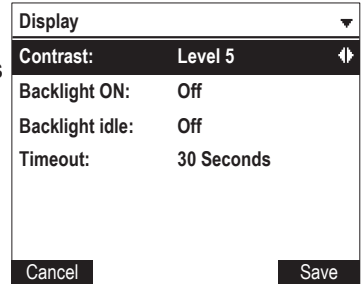 Display
Contrast: Level 5
s
Backlight ON: Off
Backlight idle: Off
Timeout: 30 Seconds
Cancel Save